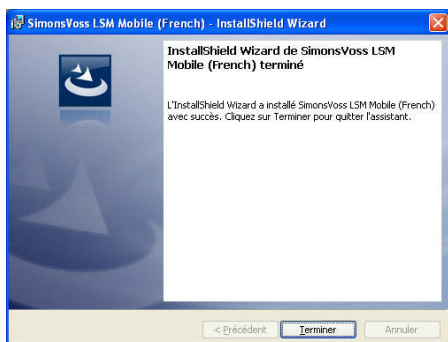 SimonsVoss LSM Mobile (French) - InstallShield Wizard
InstallShield Wizard de SimonsVoss LSM
Mobile (French) terminé
L'InstallShield Wizard a installé SimonsVoss LSM Mobile (French)
avec succès. Cliquez sur Terminer pour quitter l'assistant.
< Précédent Terminer Annuler